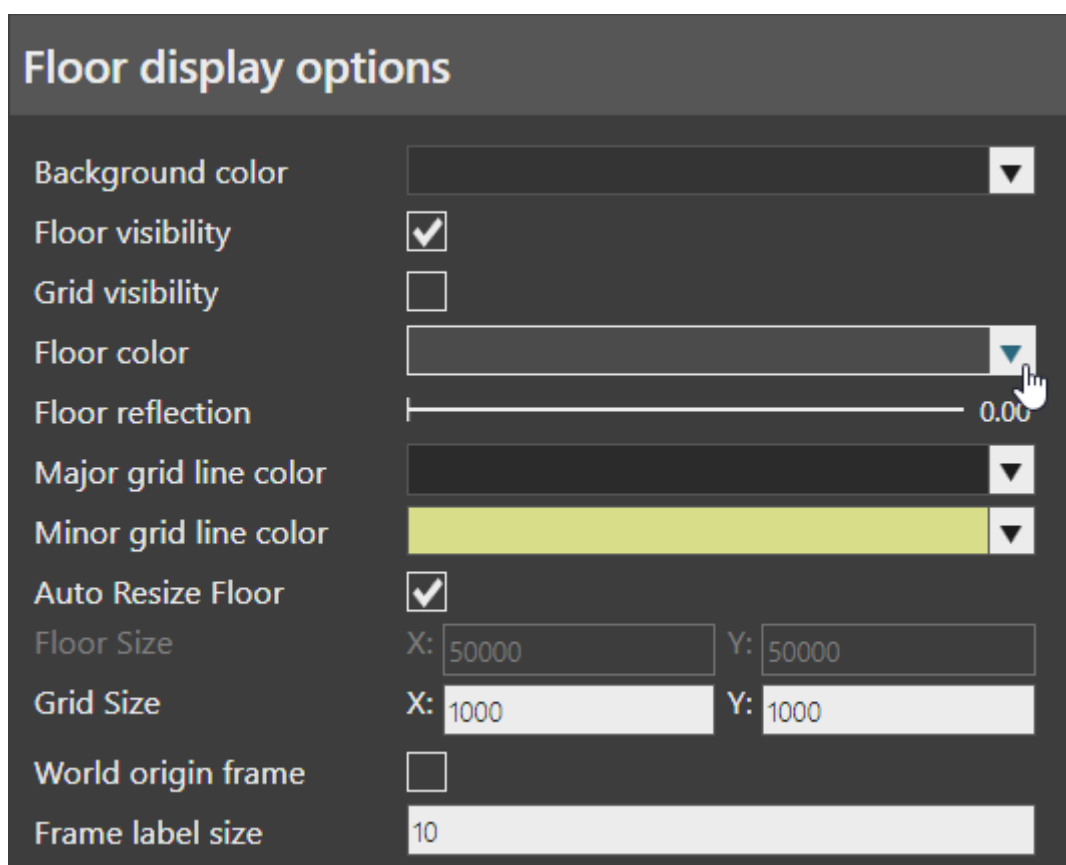 Floor display options
Background color
Floor visibility
Grid visibility
Floor color
Floor reflection 0.00
Major grid line color
Minor grid line color
Auto Resize Floor
Floor Size X: 50000 Y: 50000
Grid Size X: 1000 Y: 1000
World origin frame
Frame label size 10